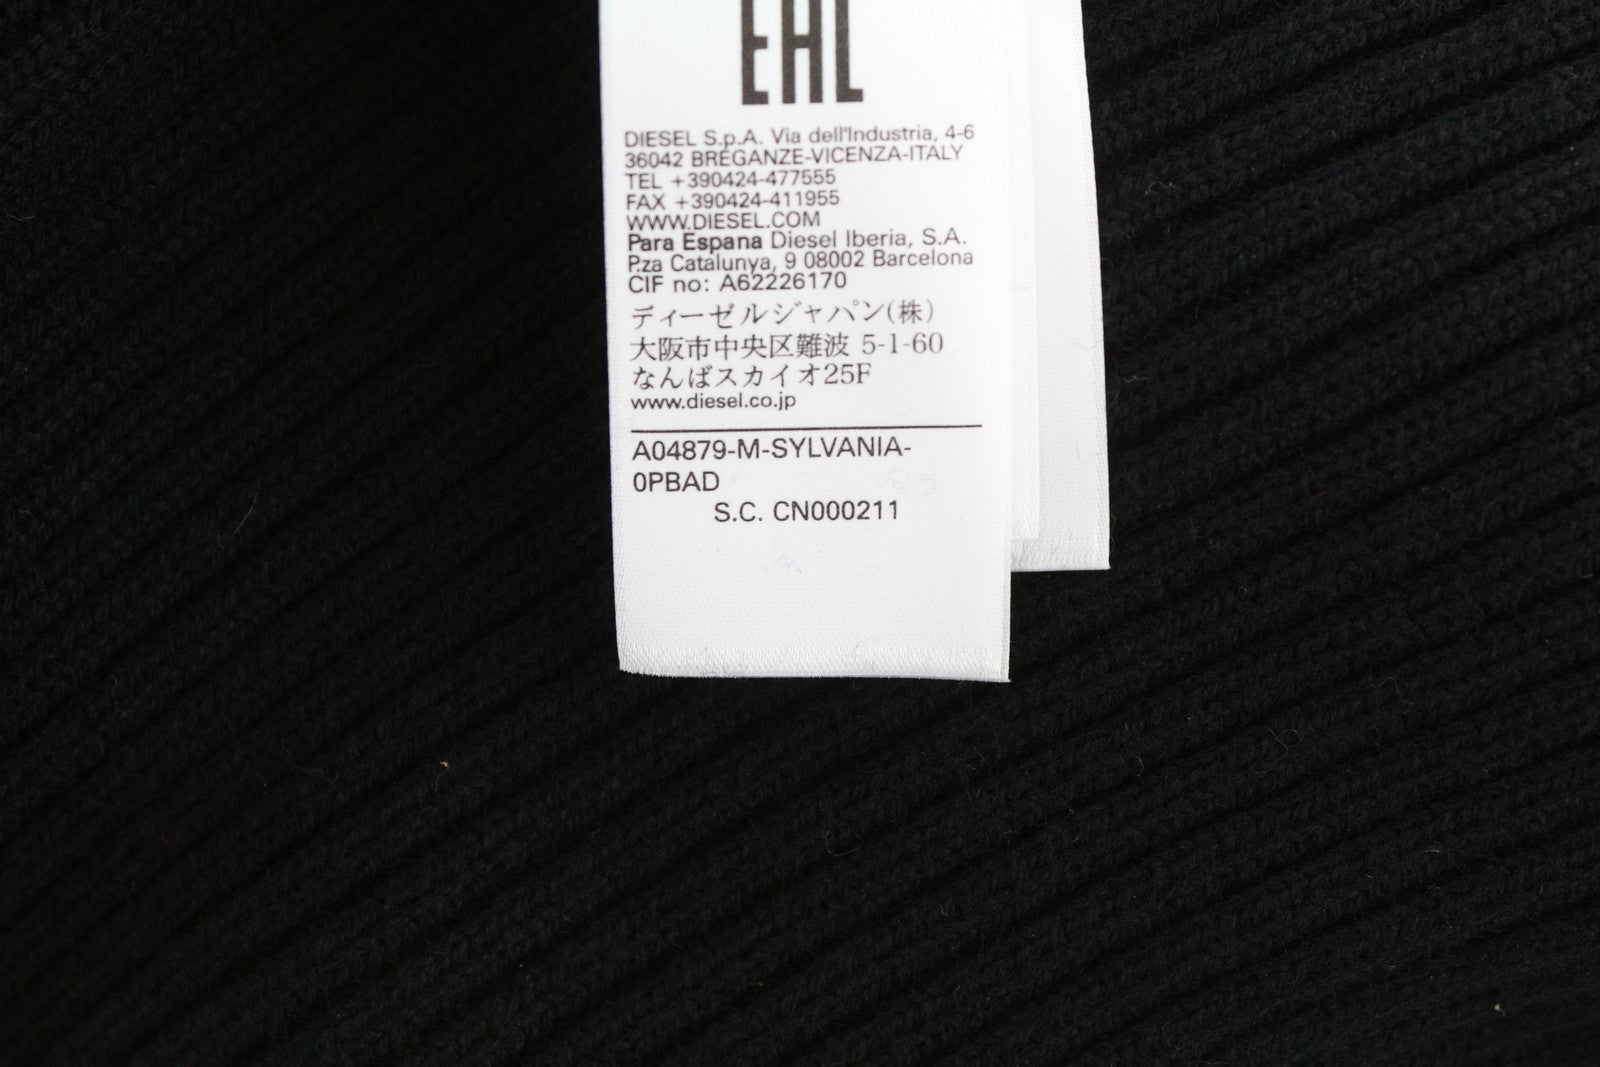 EAC
DIESEL S.p.A. Via dell'Industria, 4-6
36042 BREGANZE-VICENZA-ITALY
TEL +390424-477555
FAX +390424-411955
WWW.DIESEL.COM
Para Espana Diesel Iberia, S.A.
P.za Catalunya, 9 08002 Barcelona
CIF no: A62226170
ディーゼルジャパン(株)
大阪市中央区難波 5-1-60
なんばスカイオ25F
www.diesel.co.jp
A04879-M-SYLVANIA-
0PBAD
S.C. CN000211